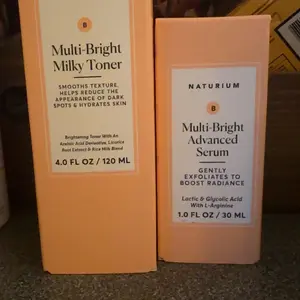 B
Multi-Bright
Milky Toner
SMOOTHS TEXTURE,
HELPS REDUCE THE
APPEARANCE OF DARK
SPOTS & HYDRATES SKIN
Brightening Toner With An
Azelaic Acid Derivative, Licorice
Root Extract & Rice Milk Blend
4.0 FL OZ / 120 ML
NATURIUM
B
Multi-Bright
Advanced
Serum
GENTLY
EXFOLIATES TO
BOOST RADIANCE
Lactic & Glycolic Acid
With L-Arginine
1.0 FL OZ / 30 ML